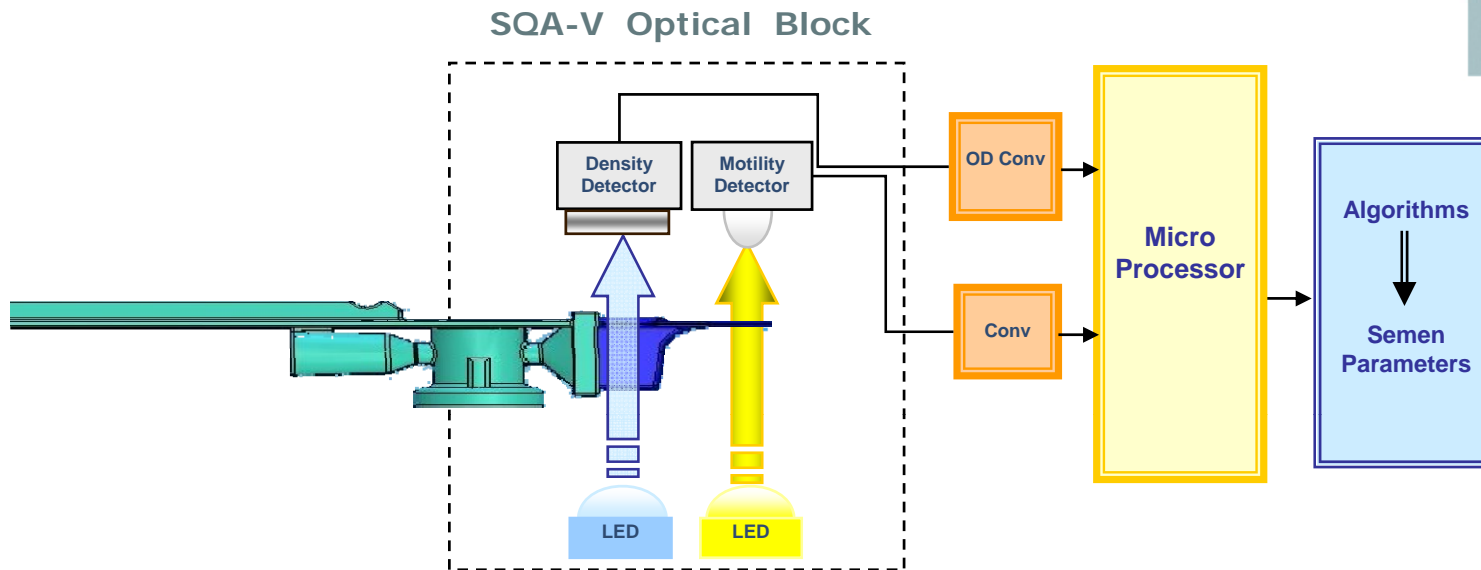 SQA-V Optical Block
Density
Detector
Motility
Detector
OD Conv
Conv
Micro
Processor
Algorithms
Semen
Parameters
LED
LED